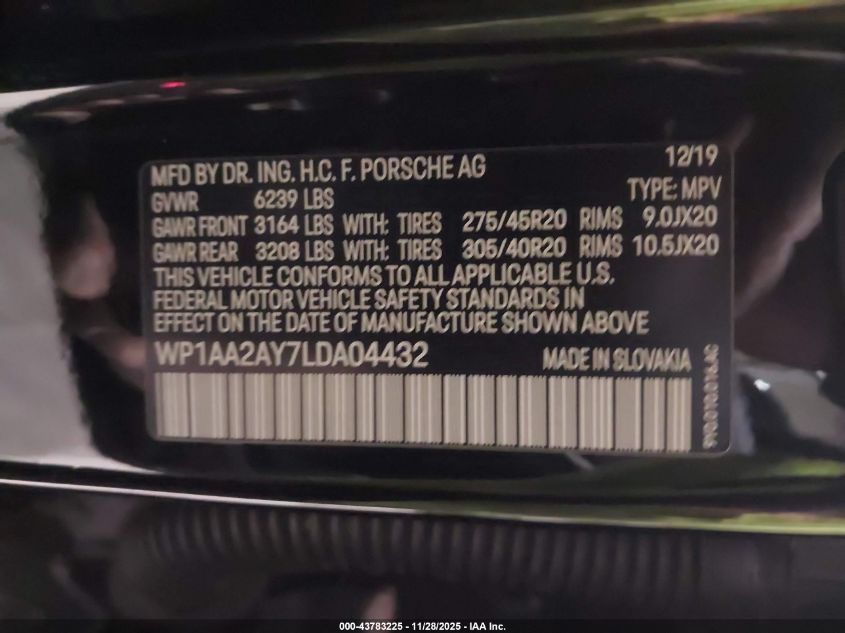 MFD BY DR. ING. H.C. F. PORSCHE AG 12/19
GVWR 6239 LBS TYPE: MPV
GAWR FRONT 3164 LBS WITH: TIRES 275/45R20 RIMS 9.0JX20
GAWR REAR 3208 LBS WITH: TIRES 305/40R20 RIMS 10.5JX20
THIS VEHICLE CONFORMS TO ALL APPLICABLE U.S.
FEDERAL MOTOR VEHICLE SAFETY STANDARDS IN
EFFECT ON THE DATE OF MANUFACTURE SHOWN ABOVE
WP1AA2AY7LDA04432 MADE IN SLOVAKIA
000-43783225 - 11/28/2025 - IAA Inc.